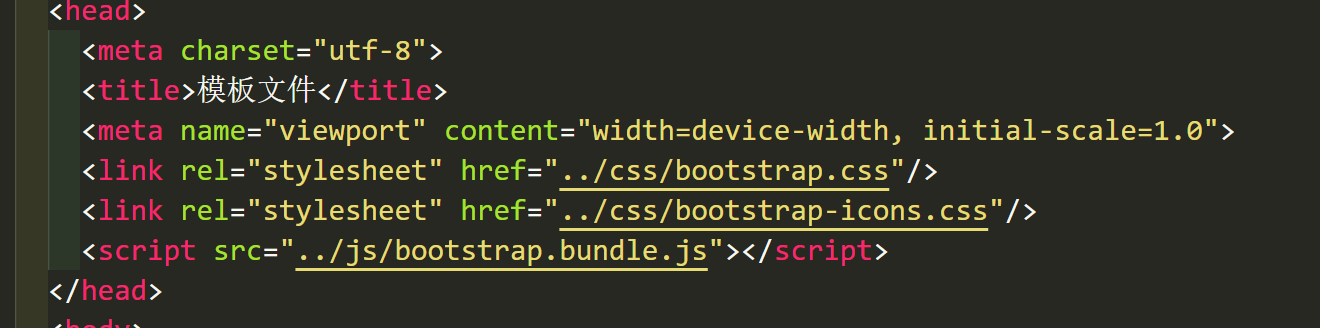 <head>
<meta charset="utf-8">
<title>模板文件</title>
<meta name="viewport" content="width=device-width, initial-scale=1.0">
<link rel="stylesheet" href="../css/bootstrap.css"/>
<link rel="stylesheet" href="../css/bootstrap-icons.css"/>
<script src="../js/bootstrap.bundle.js"></script>
</head>
<body>